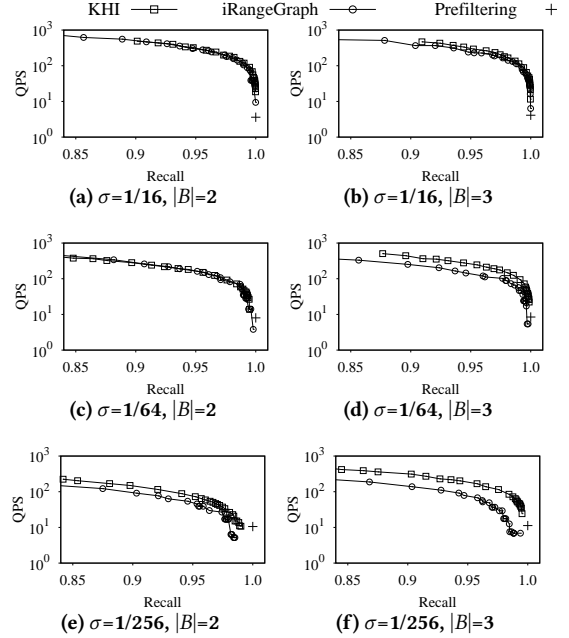 KHI iRangeGraph Prefiltering
10³ 10² 10¹ 10⁰
QPS
0.85 0.9 0.95 1.0
Recall
(a) σ=1/16, |B|=2
10³ 10² 10¹ 10⁰
QPS
0.85 0.9 0.95 1.0
Recall
(b) σ=1/16, |B|=3
10³ 10² 10¹ 10⁰
QPS
0.85 0.9 0.95 1.0
Recall
(c) σ=1/64, |B|=2
10³ 10² 10¹ 10⁰
QPS
0.85 0.9 0.95 1.0
Recall
(d) σ=1/64, |B|=3
10³ 10² 10¹ 10⁰
QPS
0.85 0.9 0.95 1.0
Recall
(e) σ=1/256, |B|=2
10³ 10² 10¹ 10⁰
QPS
0.85 0.9 0.95 1.0
Recall
(f) σ=1/256, |B|=3